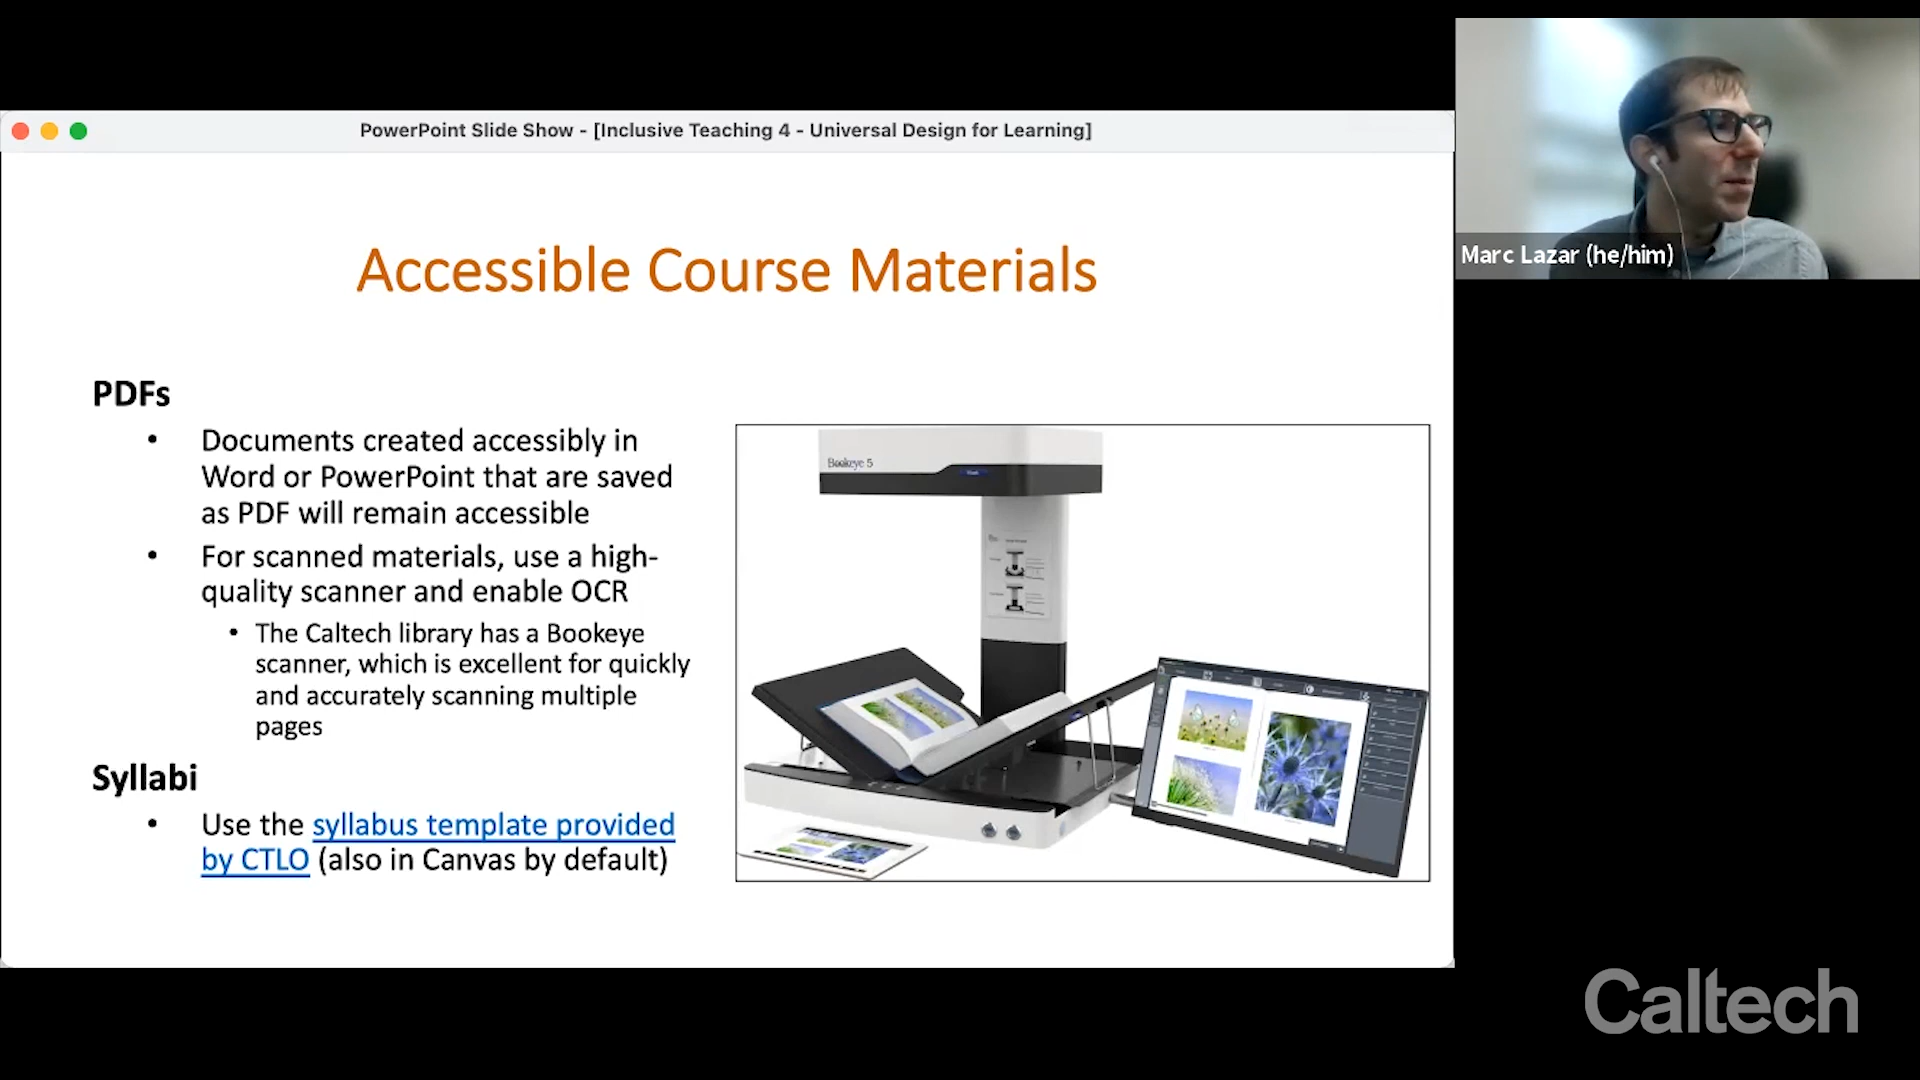 PowerPoint Slide Show - [Inclusive Teaching 4 - Universal Design for Learning]
Marc Lazar (he/him)
Accessible Course Materials
PDFs
• Documents created accessibly in
Word or PowerPoint that are saved
as PDF will remain accessible
• For scanned materials, use a high-
quality scanner and enable OCR
• The Caltech library has a Bookeye
scanner, which is excellent for quickly
and accurately scanning multiple
pages
Syllabi
• Use the syllabus template provided
by CTLO (also in Canvas by default)
Bookeye 5
Caltech